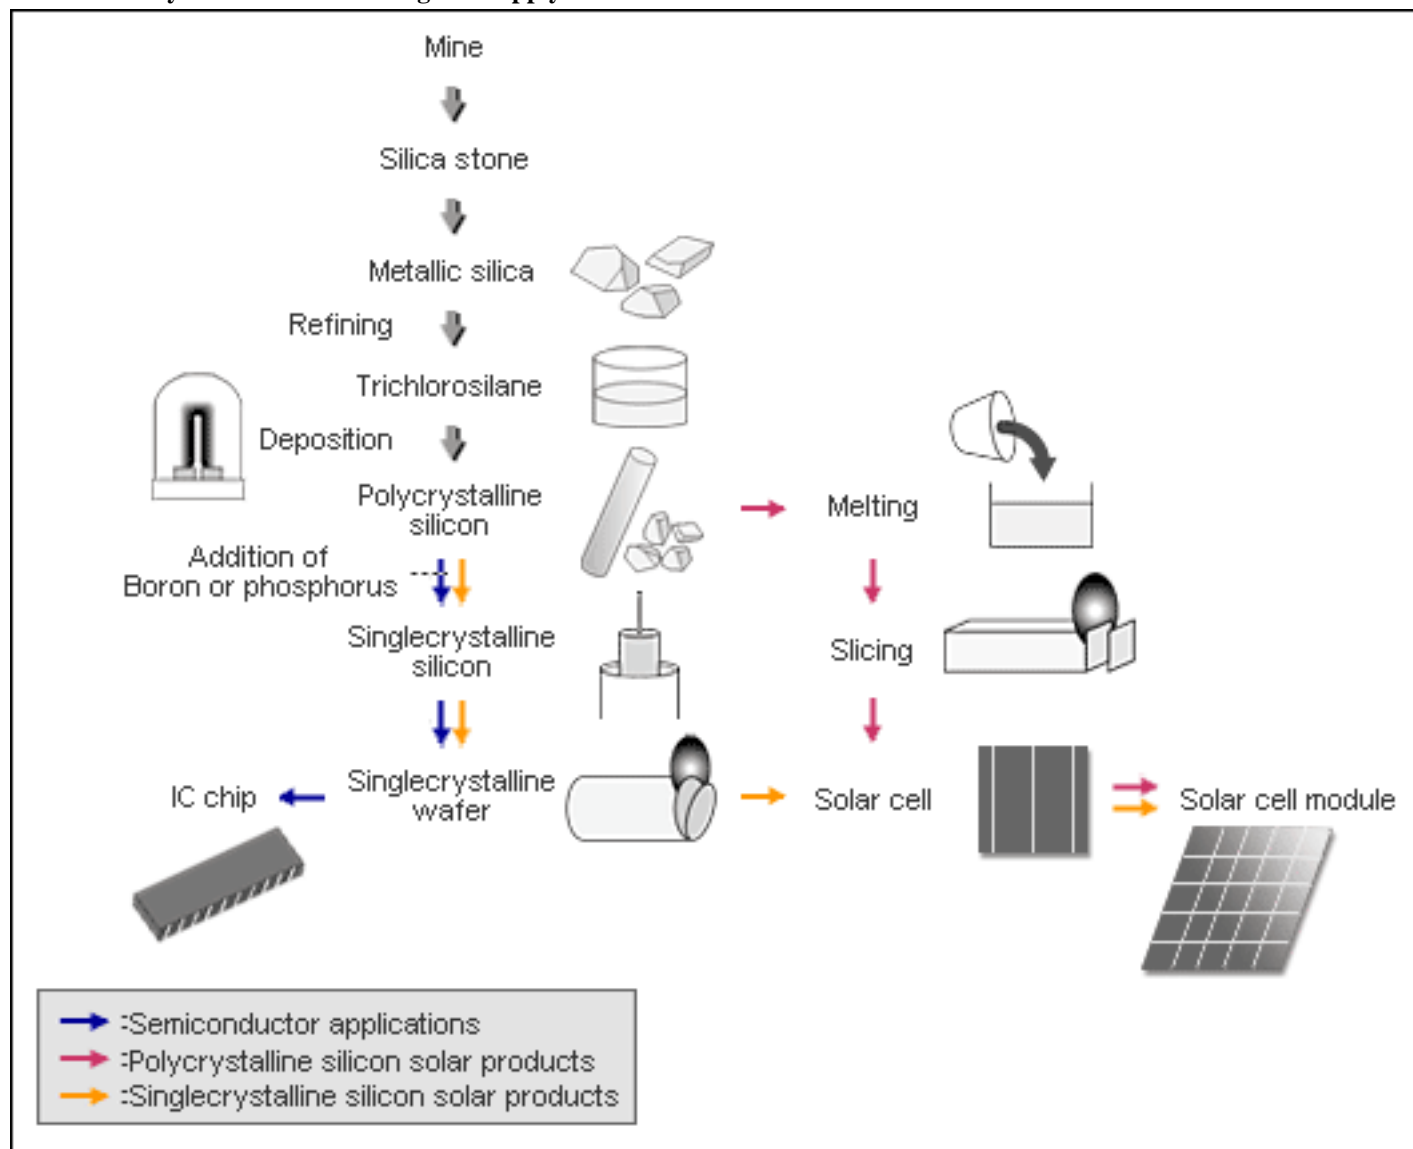 Mine
Silica stone
Metallic silica
Refining
Trichlorosilane
Deposition
Polycrystalline
silicon
Melting
Addition of
Boron or phosphorus
Singlecrystalline
silicon
Slicing
IC chip
Singlecrystalline
wafer
Solar cell
Solar cell module
:Semiconductor applications
:Polycrystalline silicon solar products
:Singlecrystalline silicon solar products